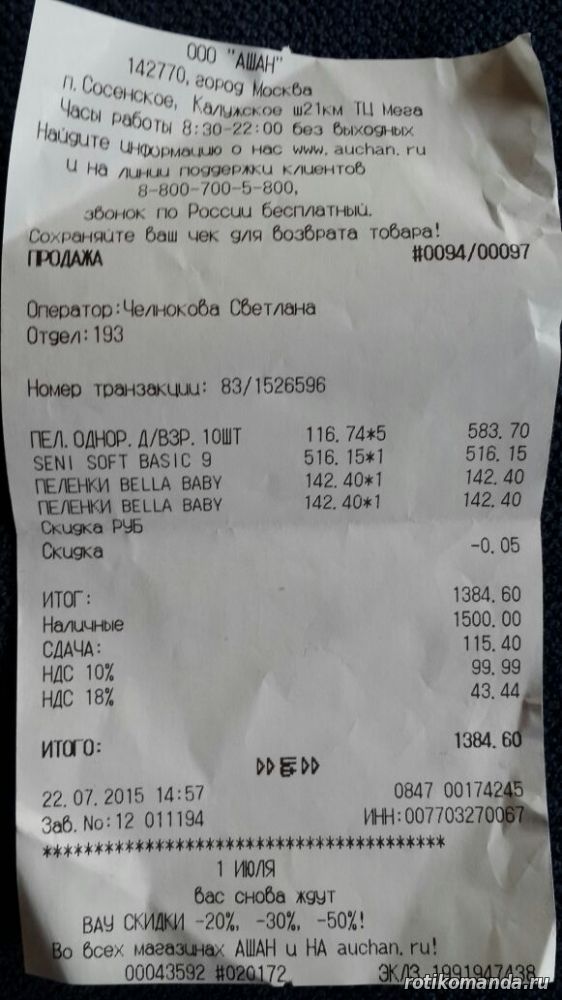 ООО "АШАН"
142770, город Москва
п. Сосенское, Калужское ш21км ТЦ Мега
Часы работы 8:30-22:00 без выходных
Найдите информацию о нас www.auchan.ru
и на линии поддержки клиентов
8-800-700-5-800,
звонок по России бесплатный.
Сохраняйте ваш чек для возврата товара!
ПРОДАЖА #0094/00097
Оператор:Челнокова Светлана
Отдел:193
Номер транзакции: 83/1526596
ПЕЛ. ОДНОР. Д/ВЗР. 10ШТ 116.74*5 583.70
SENI SOFT BASIC 9 516.15*1 516.15
ПЕЛЕНКИ BELLA BABY 142.40*1 142.40
ПЕЛЕНКИ BELLA BABY 142.40*1 142.40
Скидка РУБ
Скидка -0.05
ИТОГ: 1384.60
Наличные 1500.00
СДАЧА: 115.40
НДС 10% 99.99
НДС 18% 43.44
ИТОГО: 1384.60
22.07.2015 14:57 0847 00174245
Зав. No:12 011194 ИНН:007703270067
***************************************
1 ИЮЛЯ
вас снова ждут
ВАУ СКИДКИ -20%, -30%, -50%!
Во всех магазинах АШАН и НА auchan.ru!
00043592 #020172 ЭКЛЗ 1991947438
rotikomanda.ru